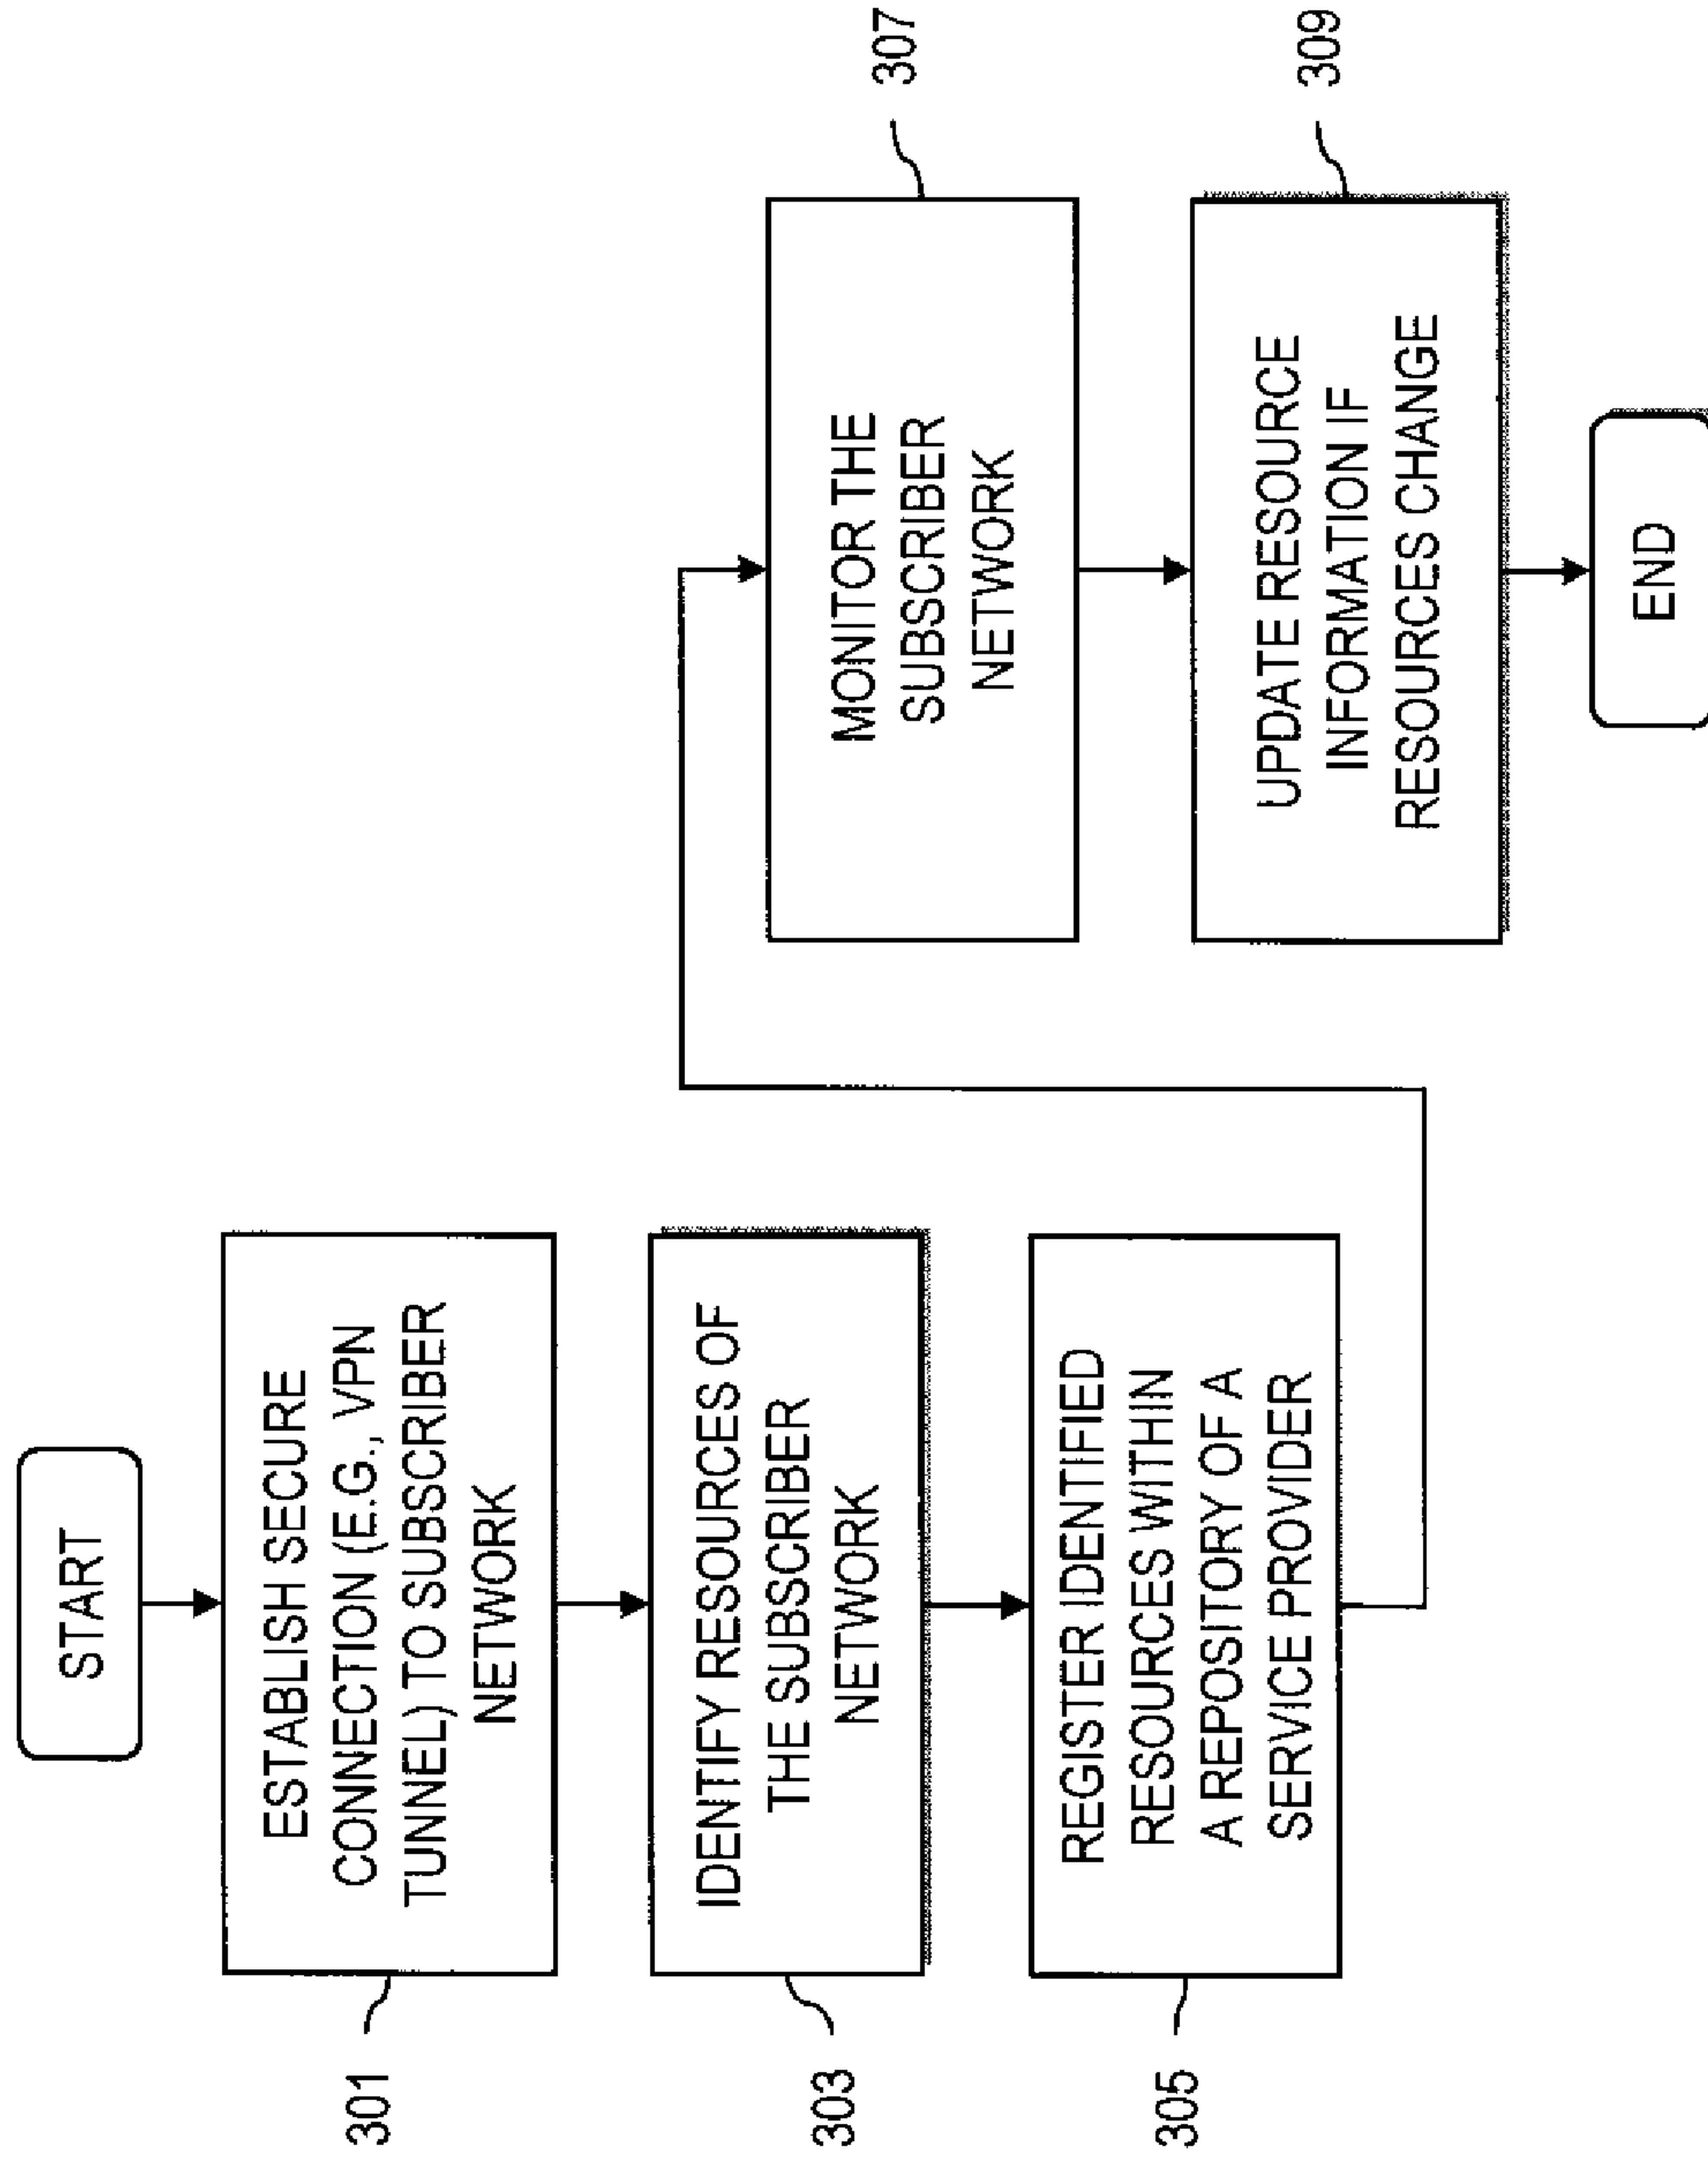 START
301
ESTABLISH SECURE
CONNECTION (E.G., VPN
TUNNEL) TO SUBSCRIBER
NETWORK
303
IDENTIFY RESOURCES OF
THE SUBSCRIBER
NETWORK
305
REGISTER IDENTIFIED
RESOURCES WITHIN
A REPOSITORY OF A
SERVICE PROVIDER
307
MONITOR THE
SUBSCRIBER
NETWORK
309
UPDATE RESOURCE
INFORMATION IF
RESOURCES CHANGE
END